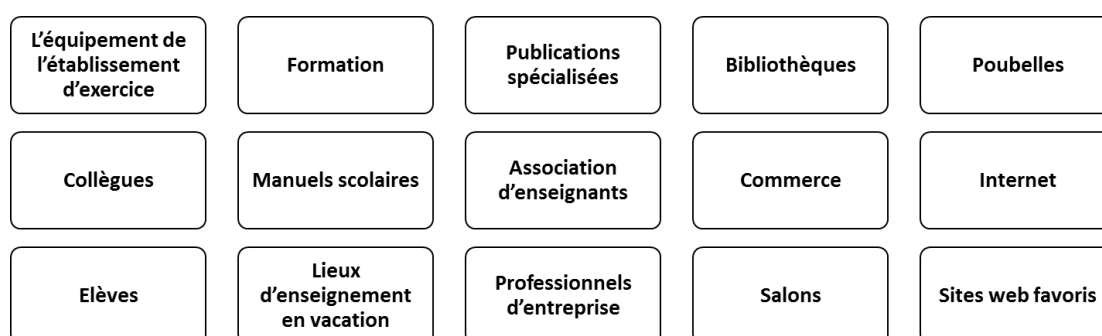 L'équipement de
l'établissement
d'exercice
Formation
Publications
spécialisées
Bibliothèques
Poubelles
Collègues
Manuels scolaires
Association
d'enseignants
Commerce
Internet
Elèves
Lieux
d'enseignement
en vacation
Professionnels
d'entreprise
Salons
Sites web favoris